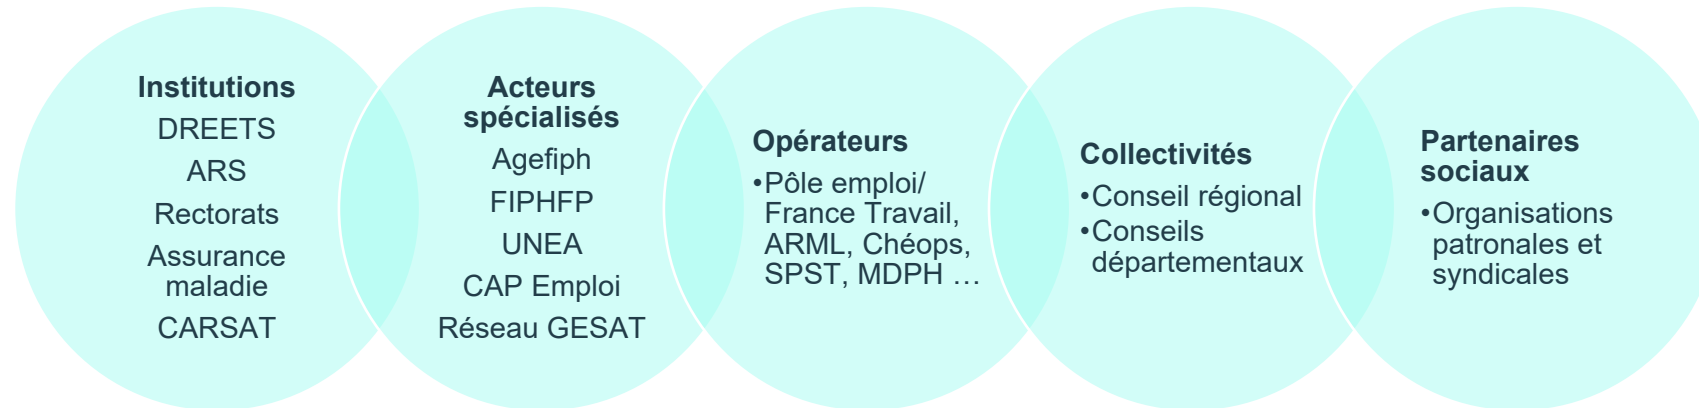 Institutions
DREETS
ARS
Rectorats
Assurance
maladie
CARSAT
Acteurs
spécialisés
Agefiph
FIPHFP
UNEA
CAP Emploi
Réseau GESAT
Opérateurs
•Pôle emploi/
France Travail,
ARML, Chéops,
SPST, MDPH …
Collectivités
•Conseil régional
•Conseils
départementaux
Partenaires
sociaux
•Organisations
patronales et
syndicales